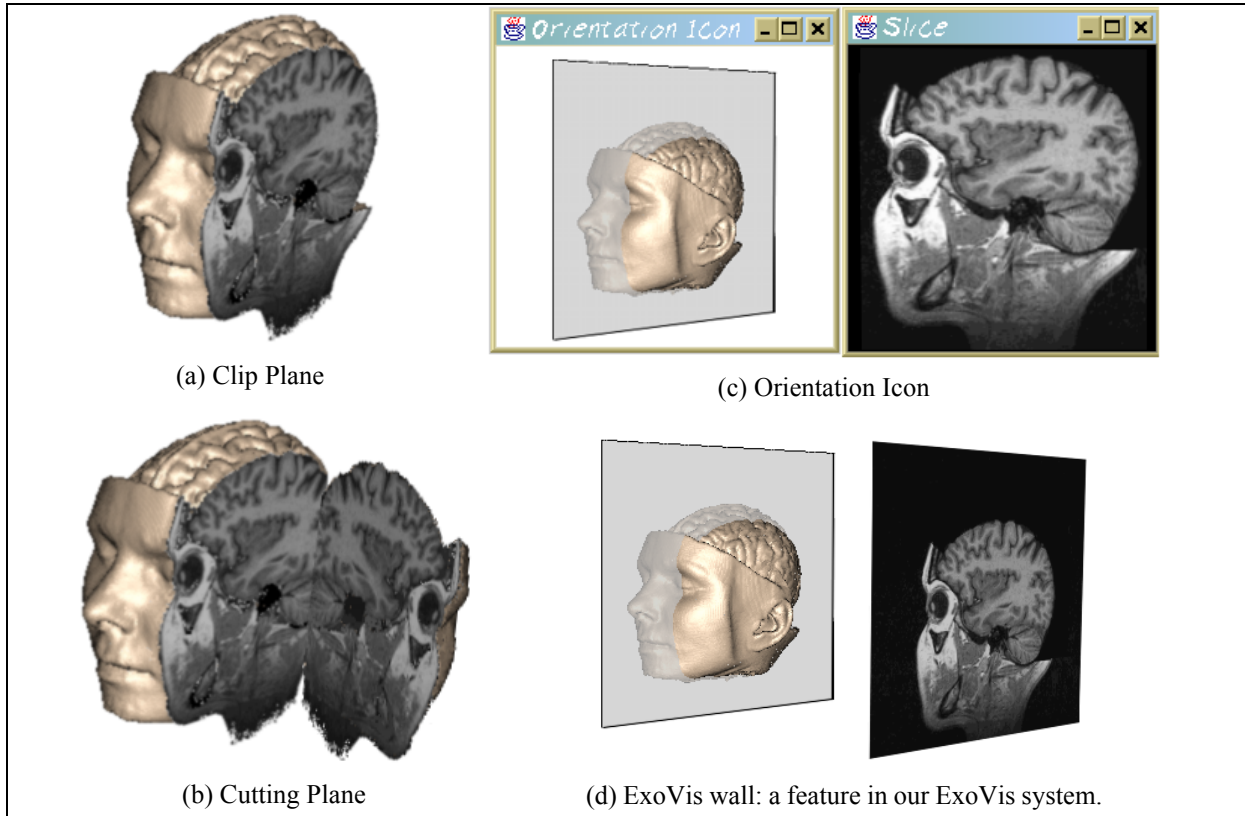 Orientation Icon
Slice
(a) Clip Plane
(c) Orientation Icon
(b) Cutting Plane
(d) ExoVis wall: a feature in our ExoVis system.